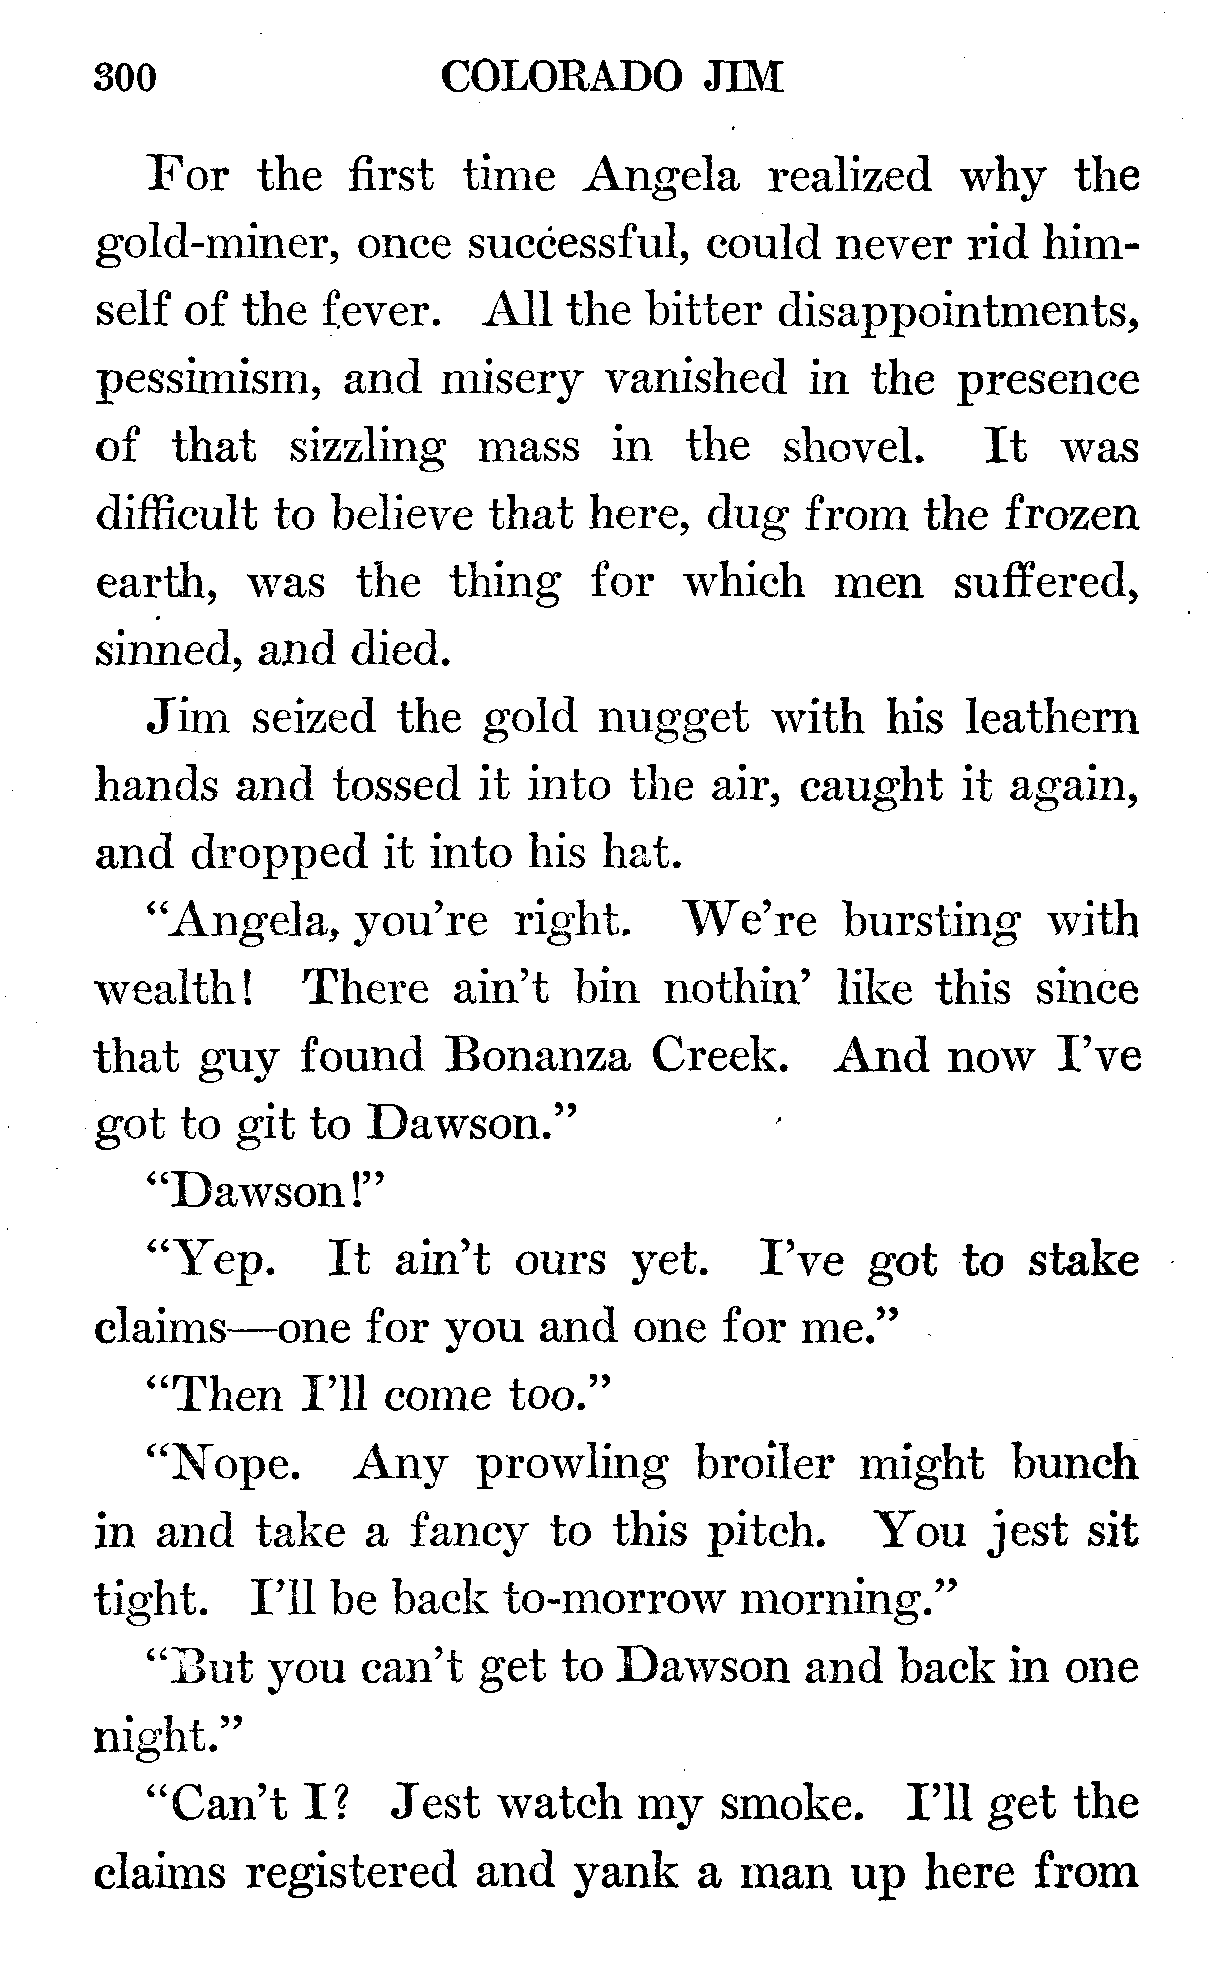 300 COLORADO JIM
For the first time Angela realized why the
gold-miner, once successful, could never rid him-
self of the fever. All the bitter disappointments,
pessimism, and misery vanished in the presence
of that sizzling mass in the shovel. It was
difficult to believe that here, dug from the frozen
earth, was the thing for which men suffered,
sinned, and died.
Jim seized the gold nugget with his leathern
hands and tossed it into the air, caught it again,
and dropped it into his hat.
“Angela, you’re right. We’re bursting with
wealth! There ain’t bin nothin’ like this since
that guy found Bonanza Creek. And now I’ve
got to git to Dawson.”
“Dawson!”
“Yep. It ain’t ours yet. I’ve got to stake
claims—one for you and one for me.”
“Then I’ll come too.”
“Nope. Any prowling broiler might bunch
in and take a fancy to this pitch. You jest sit
tight. I’ll be back to-morrow morning.”
“But you can’t get to Dawson and back in one
night.”
“Can’t I? Jest watch my smoke. I’ll get the
claims registered and yank a man up here from